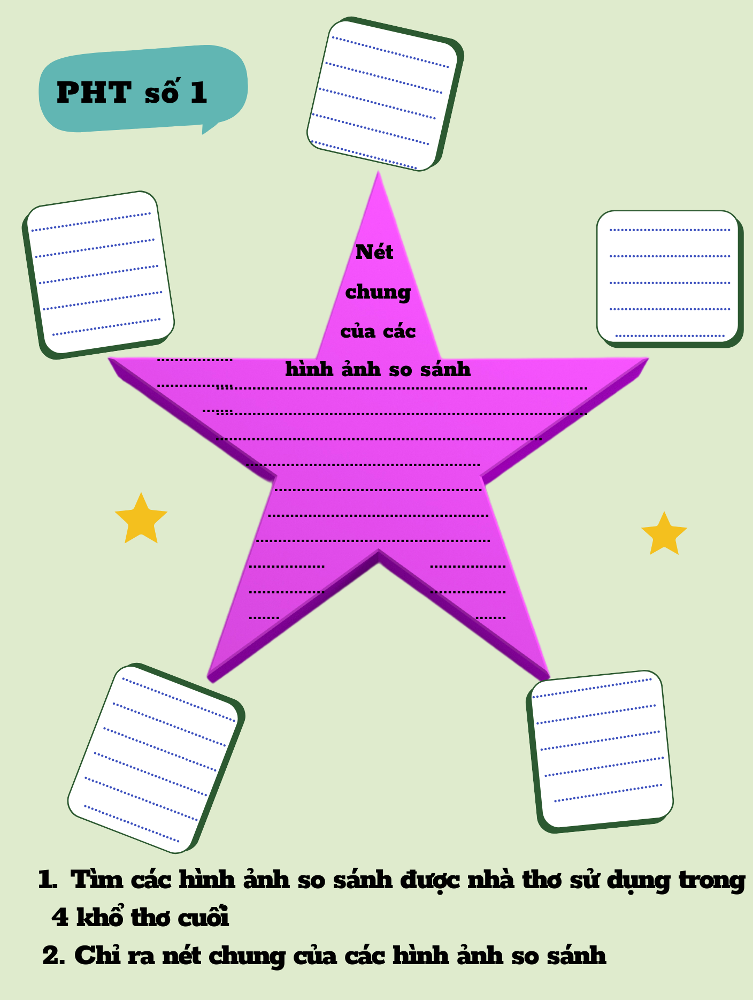 PHT số 1
Nét
chung
của các
hình ảnh so sánh
1. Tìm các hình ảnh so sánh được nhà thơ sử dụng trong
4 khổ thơ cuối
2. Chỉ ra nét chung của các hình ảnh so sánh